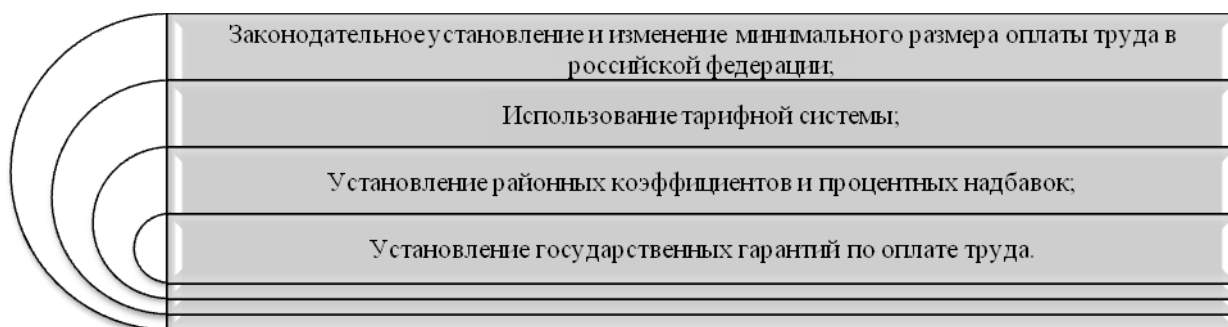 Законодательное установление и изменение минимального размера оплаты труда в
российской федерации;
Использование тарифной системы;
Установление районных коэффициентов и процентных надбавок;
Установление государственных гарантий по оплате труда.